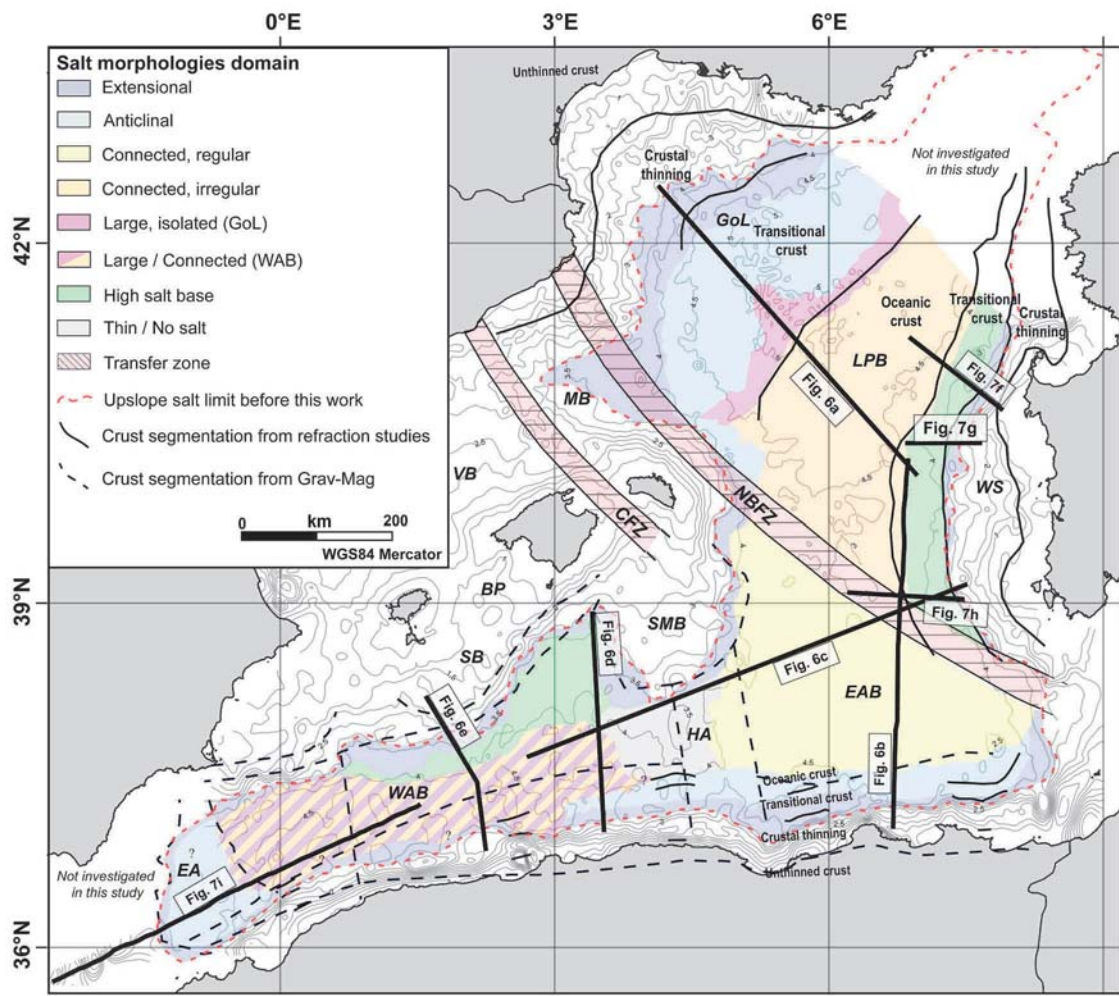 0°E
3°E
6°E
Salt morphologies domain
Extensional
Anticlinal
Connected, regular
Connected, irregular
Large, isolated (GoL)
Large / Connected (WAB)
High salt base
Thin / No salt
Transfer zone
Upslope salt limit before this work
Crust segmentation from refraction studies
Crust segmentation from Grav-Mag
0 km 200
WGS84 Mercator
Unthinned crust
Crustal
thinning
Not investigated
in this study
GoL
Transitional
crust
42°N
42°N
Oceanic
crust
Transitional
crust
Crustal
thinning
LPB
Fig. 6a
Fig. 7f
Fig. 7g
MB
VB
CFZ
NBFZ
WS
BP
39°N
39°N
SMB
Fig. 6d
Fig. 7h
SB
Fig. 6c
Fig. 6e
EAB
HA
Fig. 6b
WAB
Oceanic crust
Transitional crust
Crustal thinning
Unthinned crust
EA
?
?
?
Not investigated
in this study
Fig. 7i
36°N
36°N